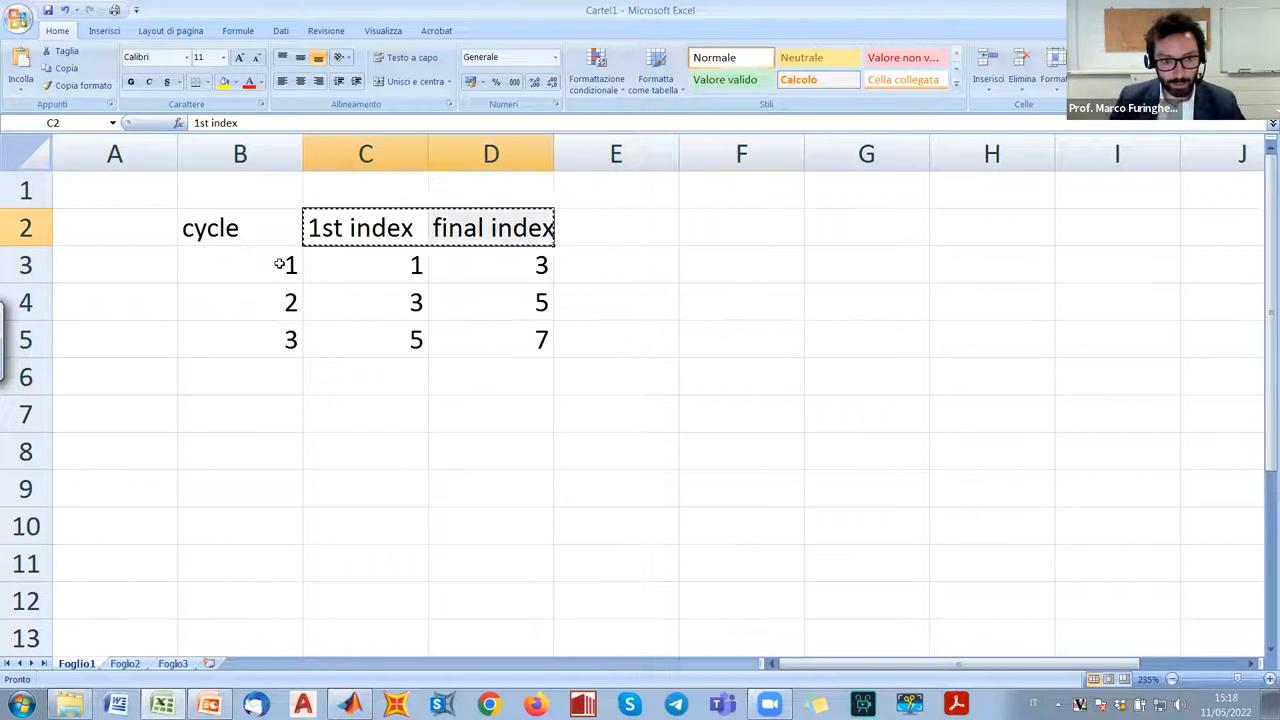 Cartel1 - Microsoft Excel
Home Inserisci Layout di pagina Formule Dati Revisione Visualizza Acrobat
Incolla
Taglia
Copia
Copia formato
Appunti
Calibri 11
G C S
Carattere
Testo a capo
Unisci e centra
Allineamento
Generale
% 000
Numeri
Formattazione condizionale
Formatta come tabella
Normale Neutrale Valore non v...
Valore valido Calcolo Cella collegata
Stili
Inserisci Elimina Forma
Celle
Prof. Marco Furinghe...
C2 fx 1st index
A B C D E F G H I J
1
2 cycle 1st index final index
3 1 1 3
4 2 3 5
5 3 5 7
6
7
8
9
10
11
12
13
Foglio1 Foglio2 Foglio3
Pronto 235%
IT 15:18
11/05/2022